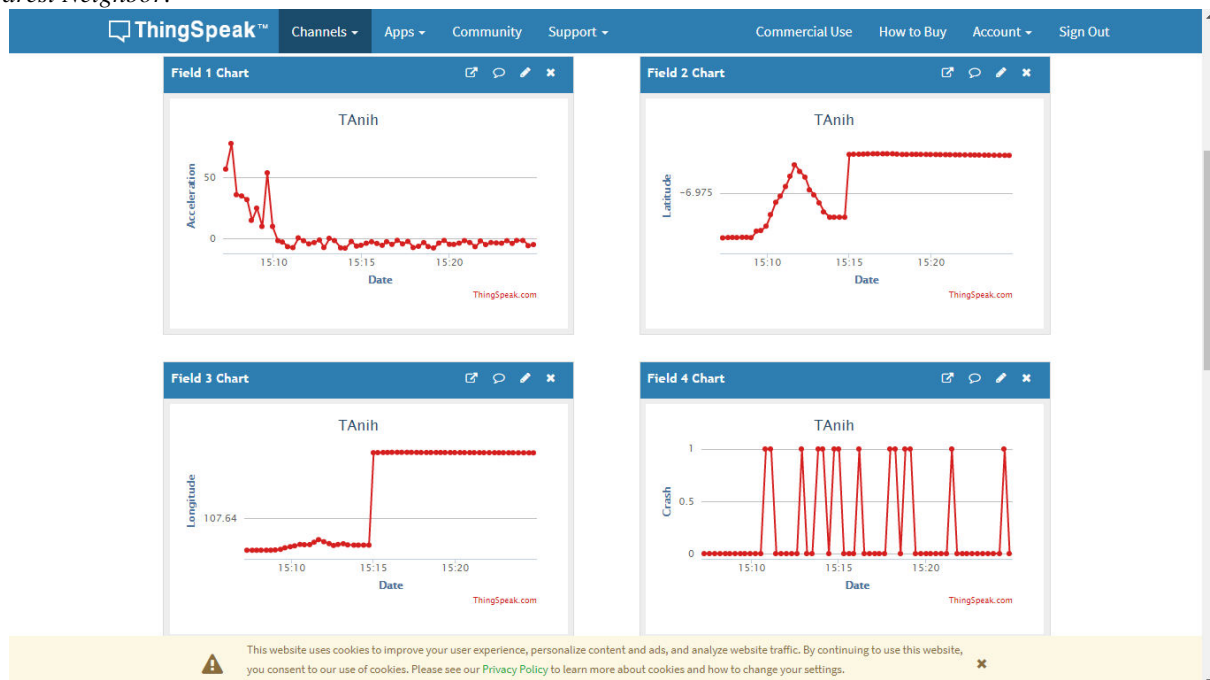 arest Neighbor.
ThingSpeak™ Channels Apps Community Support Commercial Use How to Buy Account Sign Out
Field 1 Chart
TAnih
Acceleration
50
0
15:10 15:15 15:20
Date
ThingSpeak.com
Field 2 Chart
TAnih
Latitude
-6.975
15:10 15:15 15:20
Date
ThingSpeak.com
Field 3 Chart
TAnih
Longitude
107.64
15:10 15:15 15:20
Date
ThingSpeak.com
Field 4 Chart
TAnih
Crash
1
0.5
0
15:10 15:15 15:20
Date
ThingSpeak.com
This website uses cookies to improve your user experience, personalize content and ads, and analyze website traffic. By continuing to use this website,
you consent to our use of cookies. Please see our Privacy Policy to learn more about cookies and how to change your settings.